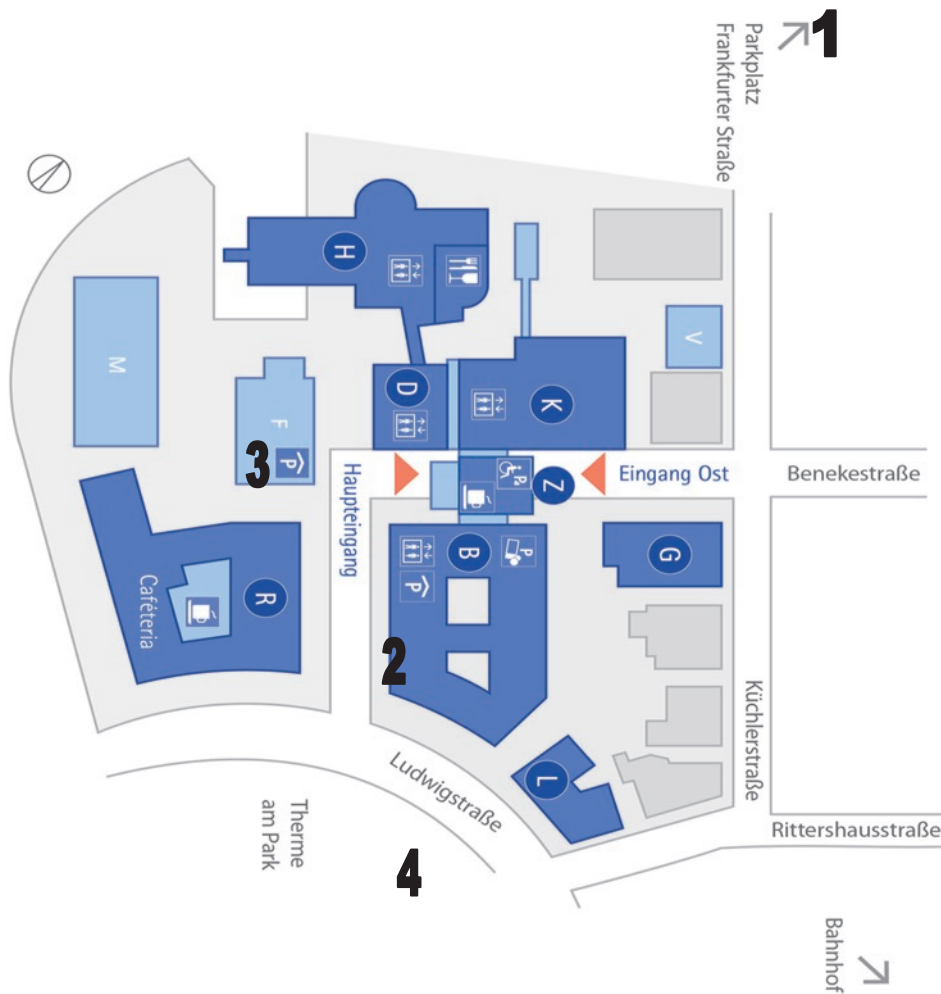 1
Parkplatz
Frankfurter Straße
H
V
M
D
K
F
3
P
Haupteingang
P
Z
Eingang Ost
Benekestraße
B
P
G
P
R
Caféteria
2
Küchlerstraße
L
Ludwigstraße
Rittershausstraße
Therme
am Park
4
Bahnhof